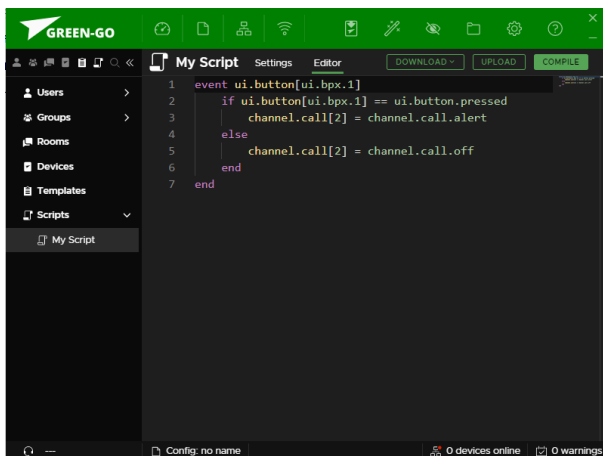 GREEN-GO
My Script Settings Editor DOWNLOAD UPLOAD COMPILE
Users
Groups
Rooms
Devices
Templates
Scripts
My Script
1 event ui.button[ui.bpx.1]
2 if ui.button[ui.bpx.1] == ui.button.pressed
3 channel.call[2] = channel.call.alert
4 else
5 channel.call[2] = channel.call.off
6 end
7 end
--- Config: no name 0 devices online 0 warnings